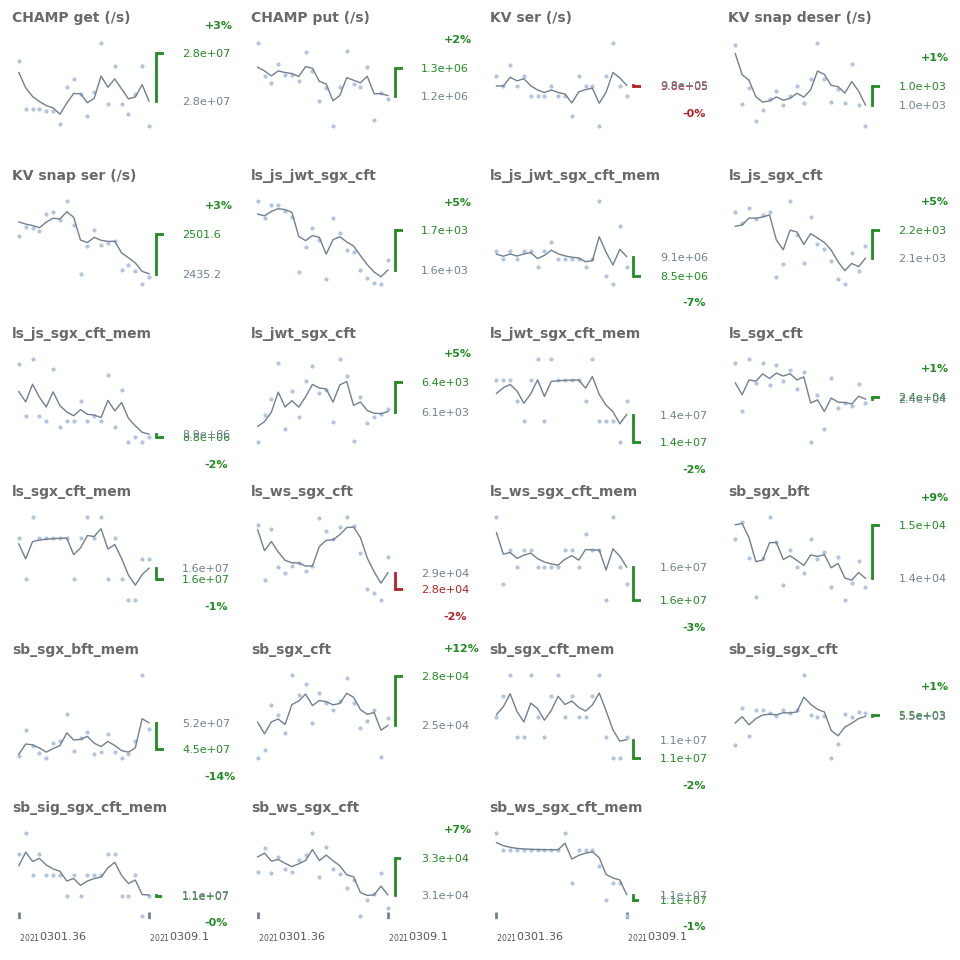 CHAMP get (/s)
+3%
2.8e+07
2.8e+07
CHAMP put (/s)
+2%
1.3e+06
1.2e+06
KV ser (/s)
9.8e+05
-0%
KV snap deser (/s)
+1%
1.0e+03
1.0e+03
KV snap ser (/s)
+3%
2501.6
2435.2
ls_js_jwt_sgx_cft
+5%
1.7e+03
1.6e+03
ls_js_jwt_sgx_cft_mem
9.1e+06
8.5e+06
-7%
ls_js_sgx_cft
+5%
2.2e+03
2.1e+03
ls_js_sgx_cft_mem
8.9e+06
8.8e+06
-2%
ls_jwt_sgx_cft
+5%
6.4e+03
6.1e+03
ls_jwt_sgx_cft_mem
1.4e+07
1.4e+07
-2%
ls_sgx_cft
+1%
2.4e+04
2.4e+04
ls_sgx_cft_mem
1.6e+07
1.6e+07
-1%
ls_ws_sgx_cft
2.9e+04
2.8e+04
-2%
ls_ws_sgx_cft_mem
1.6e+07
1.6e+07
-3%
sb_sgx_bft
+9%
1.5e+04
1.4e+04
sb_sgx_bft_mem
5.2e+07
4.5e+07
-14%
sb_sgx_cft
+12%
2.8e+04
2.5e+04
sb_sgx_cft_mem
1.1e+07
1.1e+07
-2%
sb_sig_sgx_cft
+1%
5.5e+03
sb_sig_sgx_cft_mem
1.1e+07
-0%
sb_ws_sgx_cft
+7%
3.3e+04
3.1e+04
sb_ws_sgx_cft_mem
1.1e+07
1.1e+07
-1%
2021 0301.36
2021 0309.1
2021 0301.36
2021 0309.1
2021 0301.36
2021 0309.1